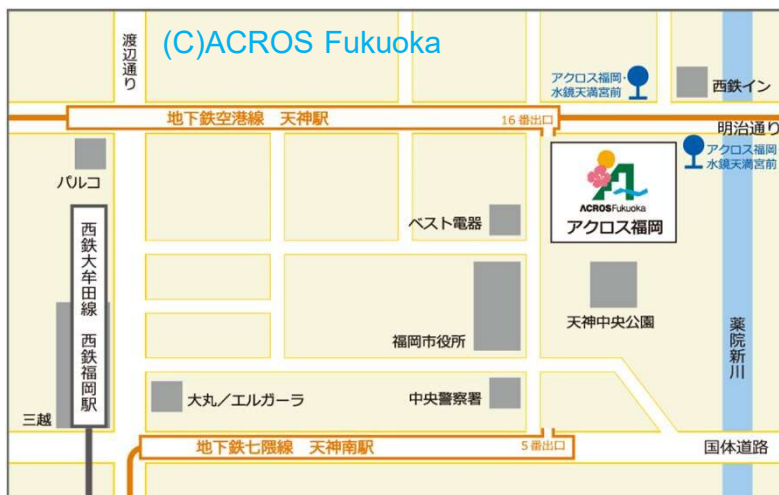 (C)ACROS Fukuoka
渡辺通り
アクロス福岡・
水鏡天満宮前
西鉄イン
地下鉄空港線 天神駅
16番出口
明治通り
アクロス福岡
水鏡天満宮前
パルコ
ACROS Fukuoka
アクロス福岡
ベスト電器
西鉄大牟田線 西鉄福岡駅
天神中央公園
福岡市役所
薬院新川
大丸/エルガーラ
中央警察署
三越
地下鉄七隈線 天神南駅
5番出口
国体道路